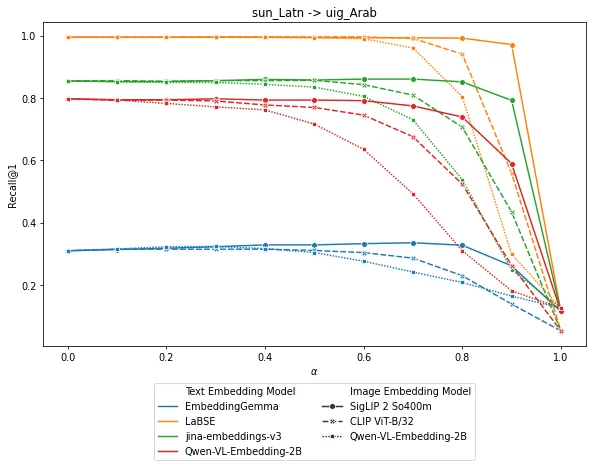 sun_Latn -> uig_Arab
Recall@1
1.0
0.8
0.6
0.4
0.2
0.0 0.2 0.4 0.6 0.8 1.0
α
Text Embedding Model
EmbeddingGemma
LaBSE
jina-embeddings-v3
Qwen-VL-Embedding-2B
Image Embedding Model
SigLIP 2 So400m
CLIP ViT-B/32
Qwen-VL-Embedding-2B